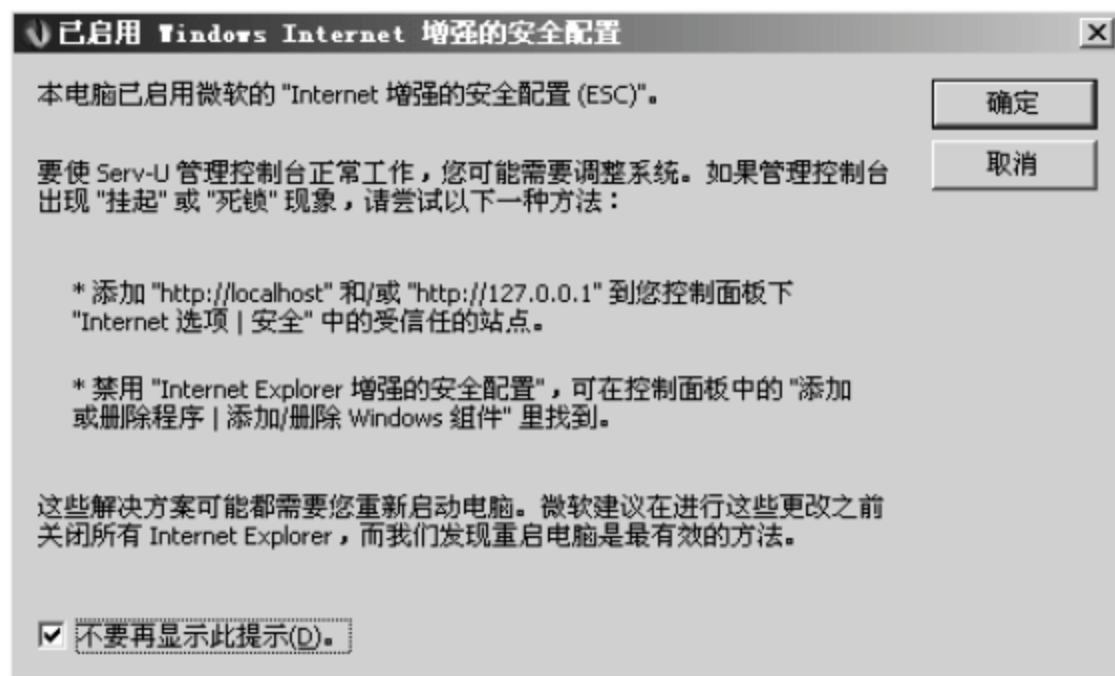 已启用 Windows Internet 增强的安全配置
本电脑已启用微软的 "Internet 增强的安全配置 (ESC)"。
确定
要使 Serv-U 管理控制台正常工作，您可能需要调整系统。如果管理控制台
出现 "挂起" 或 "死锁" 现象，请尝试以下一种方法：
取消
* 添加 "http://localhost" 和/或 "http://127.0.0.1" 到您控制面板下
"Internet 选项 | 安全" 中的受信任的站点。
* 禁用 "Internet Explorer 增强的安全配置"，可在控制面板中的 "添加
或删除程序 | 添加/删除 Windows 组件" 里找到。
这些解决方案可能都需要您重新启动电脑。微软建议在进行这些更改之前
关闭所有 Internet Explorer，而我们发现重启电脑是最有效的方法。
不要再显示此提示(D)。